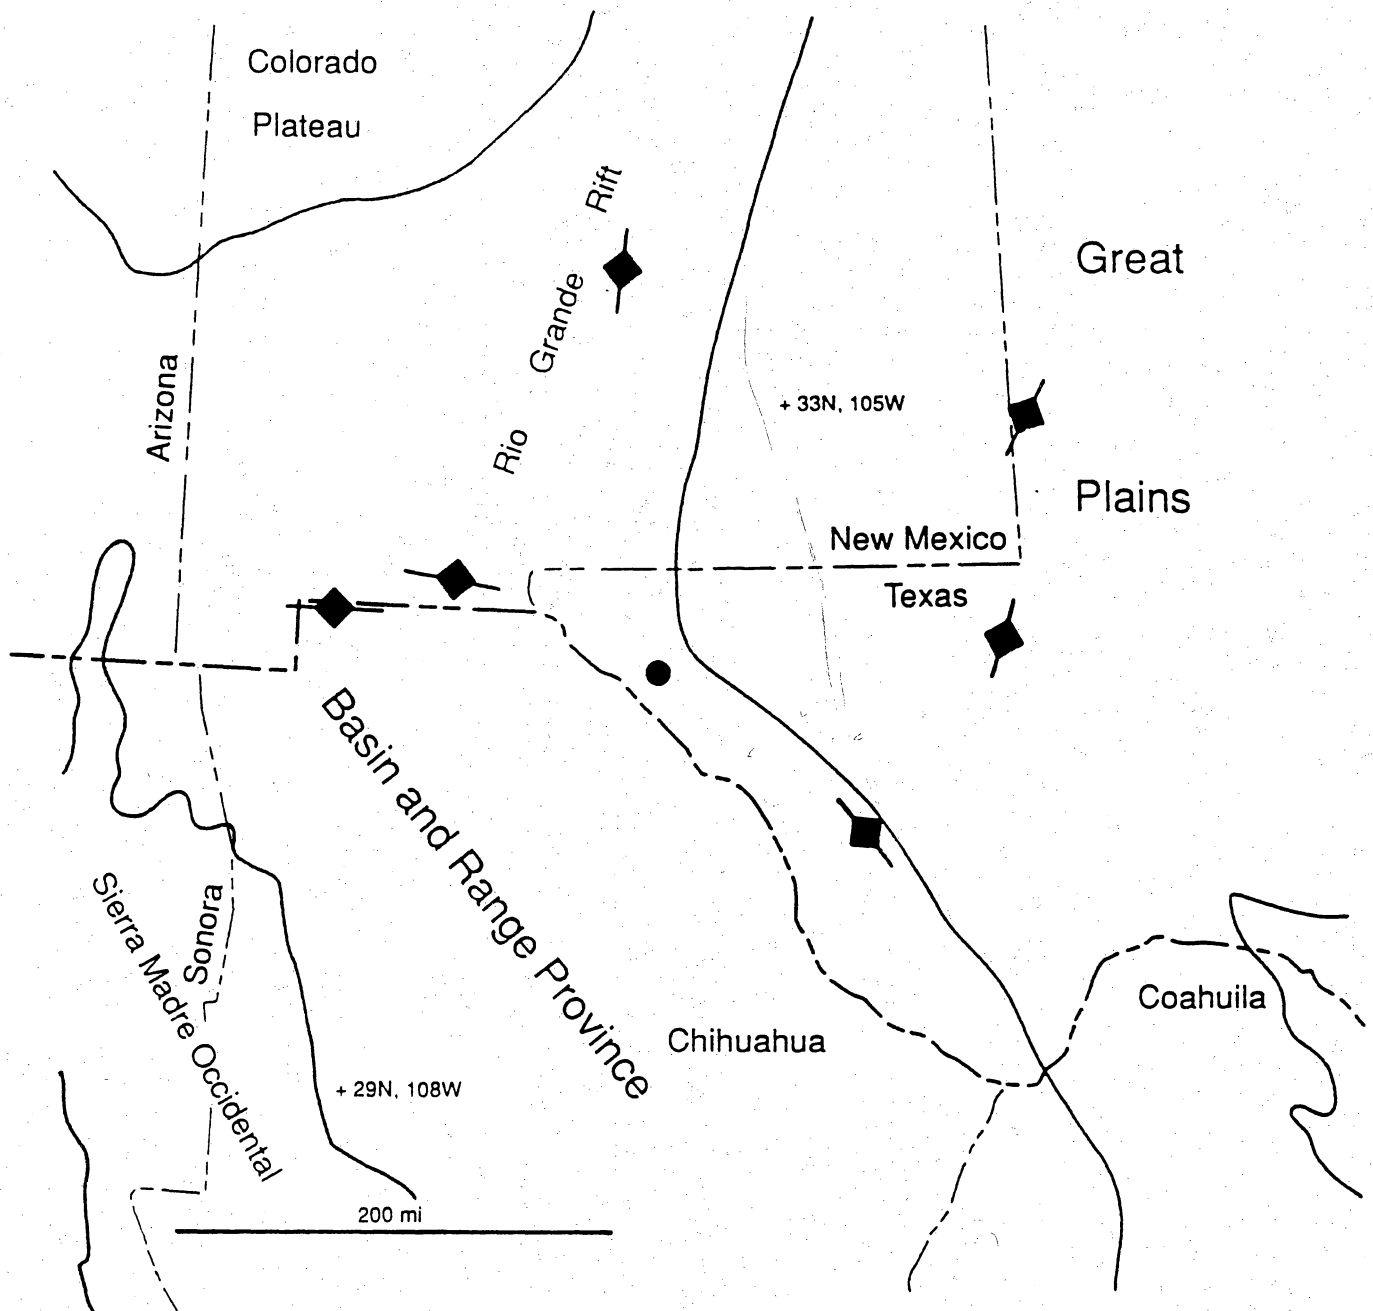 Colorado
Plateau
Rio Grande Rift
Great
Arizona
+ 33N, 105W
Plains
New Mexico
Texas
Basin and Range Province
Sierra Madre Occidental
Sonora
Coahuila
Chihuahua
+ 29N, 108W
200 mi